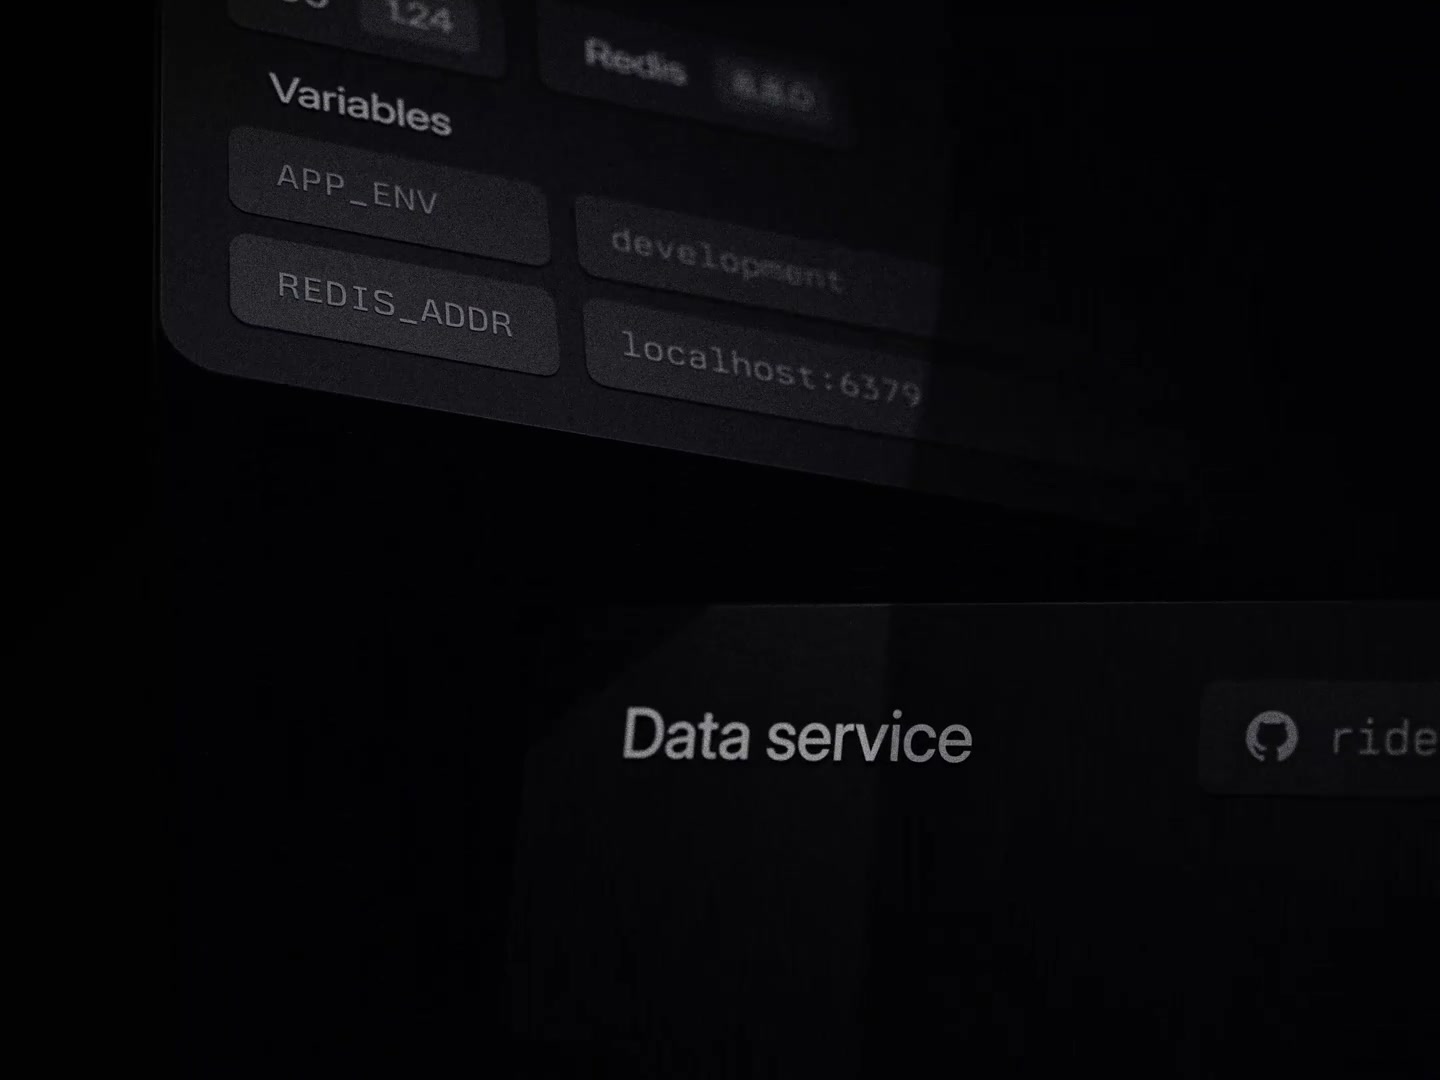 1.24
Redis
Variables
APP_ENV
development
REDIS_ADDR
localhost:6379
Data service
ride